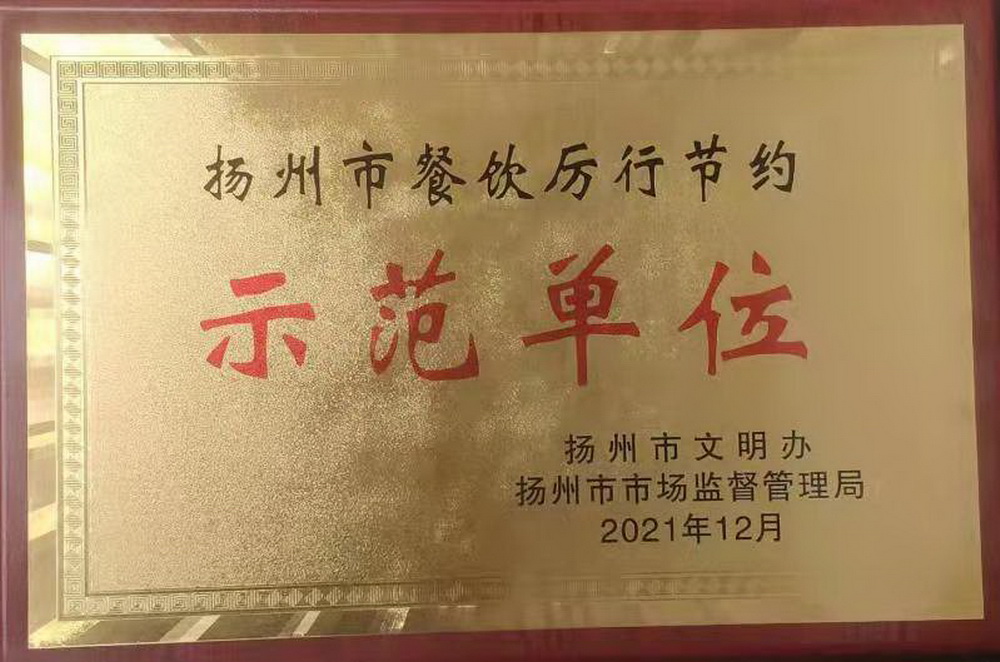 扬州市餐饮厉行节约
示范单位
扬州市文明办
扬州市市场监督管理局
2021年12月